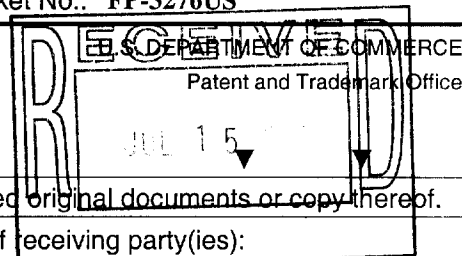 ket No.: FP-3276US
RECEIVED
U.S. DEPARTMENT OF COMMERCE
Patent and Trademark Office
JUL 15
ed original documents or copy thereof.
f receiving party(ies):